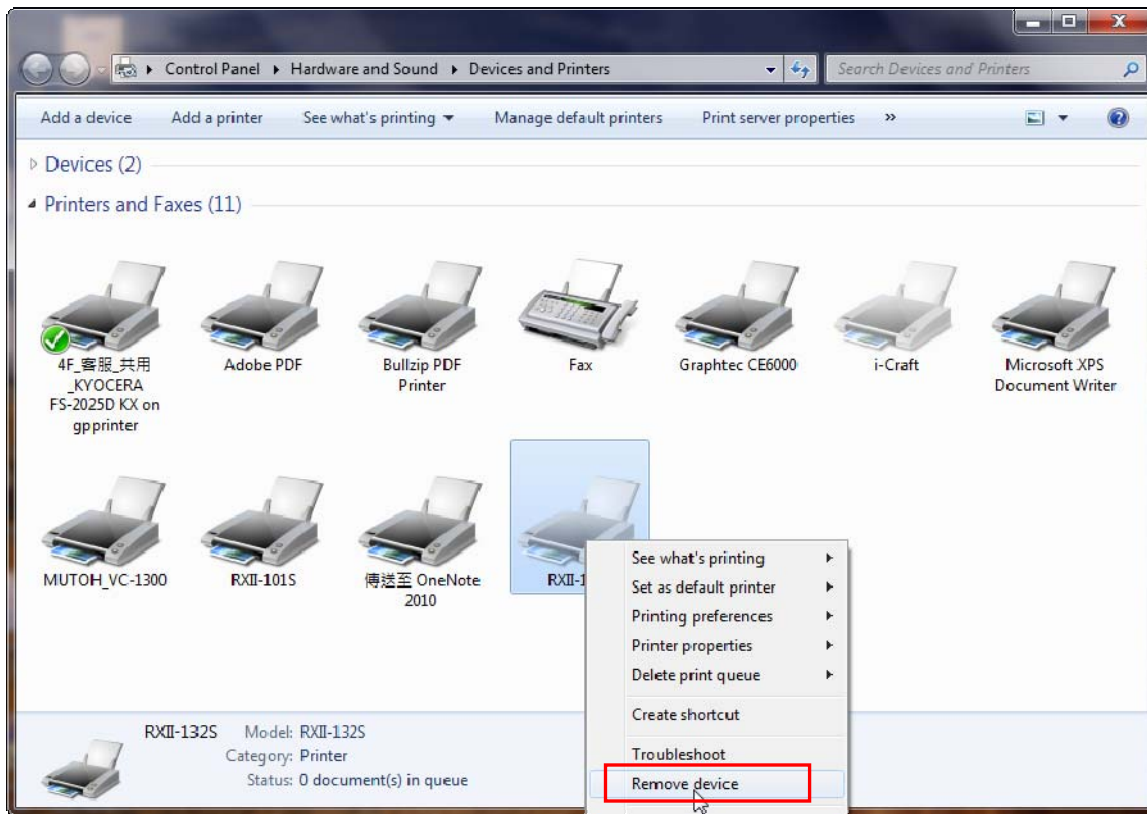 Control Panel ▸ Hardware and Sound ▸ Devices and Printers
Search Devices and Printers
Add a device Add a printer See what's printing Manage default printers Print server properties »
Devices (2)
Printers and Faxes (11)
4F_客服_共用
_KYOCERA
FS-2025D KX on
gpprinter
Adobe PDF
Bullzip PDF
Printer
Fax
Graphtec CE6000
i-Craft
Microsoft XPS
Document Writer
MUTOH_VC-1300
RXII-101S
傳送至 OneNote
2010
RXII-1
See what's printing
Set as default printer
Printing preferences
Printer properties
Delete print queue
Create shortcut
Troubleshoot
Remove device
RXII-132S Model: RXII-132S
Category: Printer
Status: 0 document(s) in queue